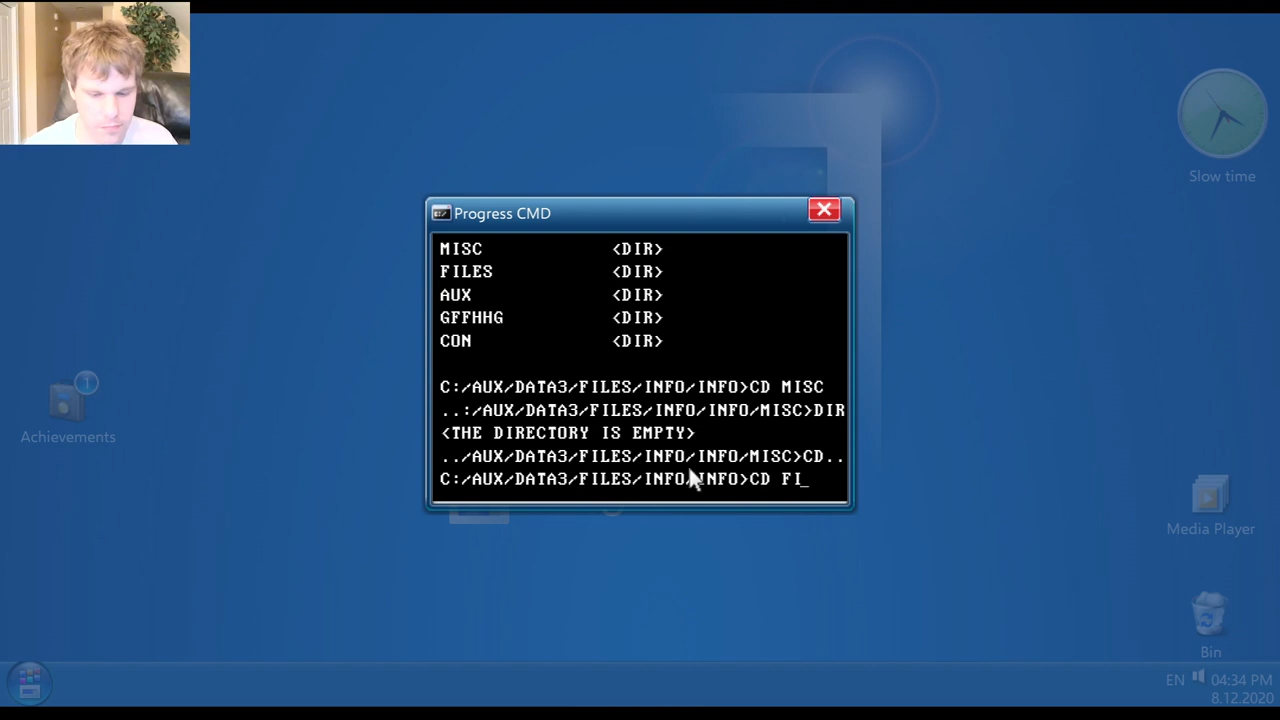 Slow time
Progress CMD
MISC <DIR>
FILES <DIR>
AUX <DIR>
GFFHHG <DIR>
CON <DIR>
C:/AUX/DATA3/FILES/INFO/INFO>CD MISC
..:/AUX/DATA3/FILES/INFO/INFO/MISC>DIR
<THE DIRECTORY IS EMPTY>
../AUX/DATA3/FILES/INFO/INFO/MISC>CD..
C:/AUX/DATA3/FILES/INFO/INFO>CD FI_
1
Achievements
Media Player
Bin
EN 04:34 PM
8.12.2020